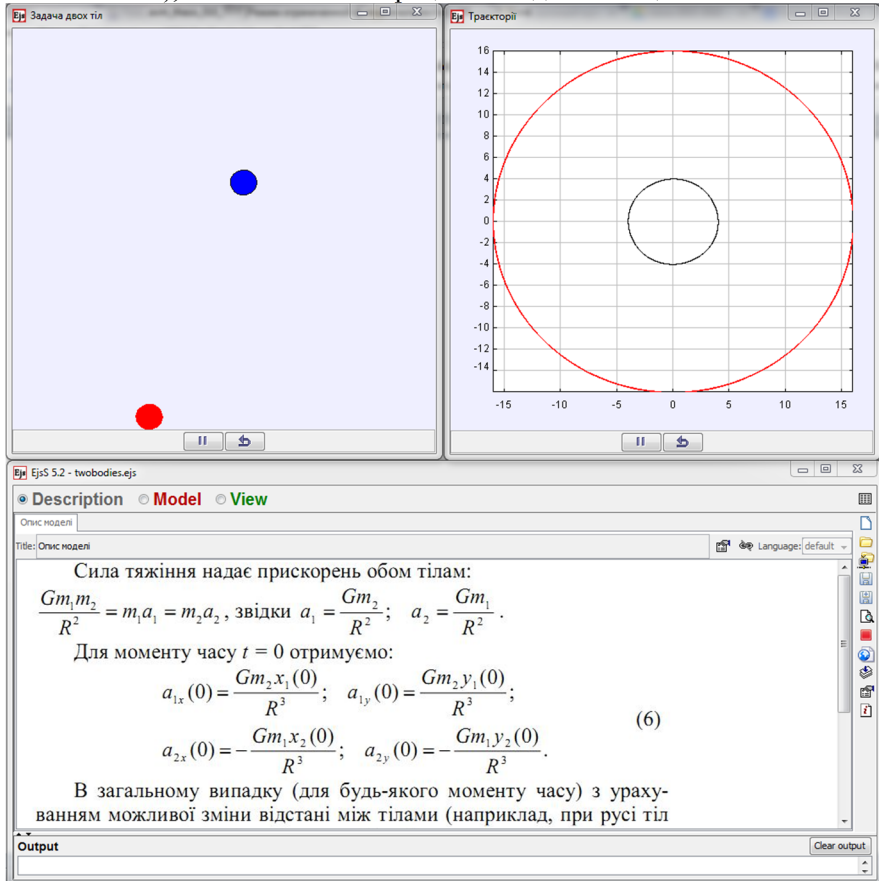 Задача двох тіл
Траєкторії
16
14
12
10
8
6
4
2
0
-2
-4
-6
-8
-10
-12
-14
-15
-10
-5
0
5
10
15
EjsS 5.2 - twobodies.ejs
Description Model View
Опис моделі
Title: Опис моделі
Language: default
Сила тяжіння надає прискорень обом тілам:
Gm₁m₂/R² = m₁a₁ = m₂a₂, звідки a₁ = Gm₂/R²; a₂ = Gm₁/R².
Для моменту часу t = 0 отримуємо:
a₁ₓ(0) = Gm₂x₁(0)/R³; a₁ᵧ(0) = Gm₂y₁(0)/R³;
(6)
a₂ₓ(0) = −Gm₁x₂(0)/R³; a₂ᵧ(0) = −Gm₁y₂(0)/R³.
В загальному випадку (для будь-якого моменту часу) з ураху-
ванням можливої зміни відстані між тілами (наприклад, при русі тіл
Output
Clear output